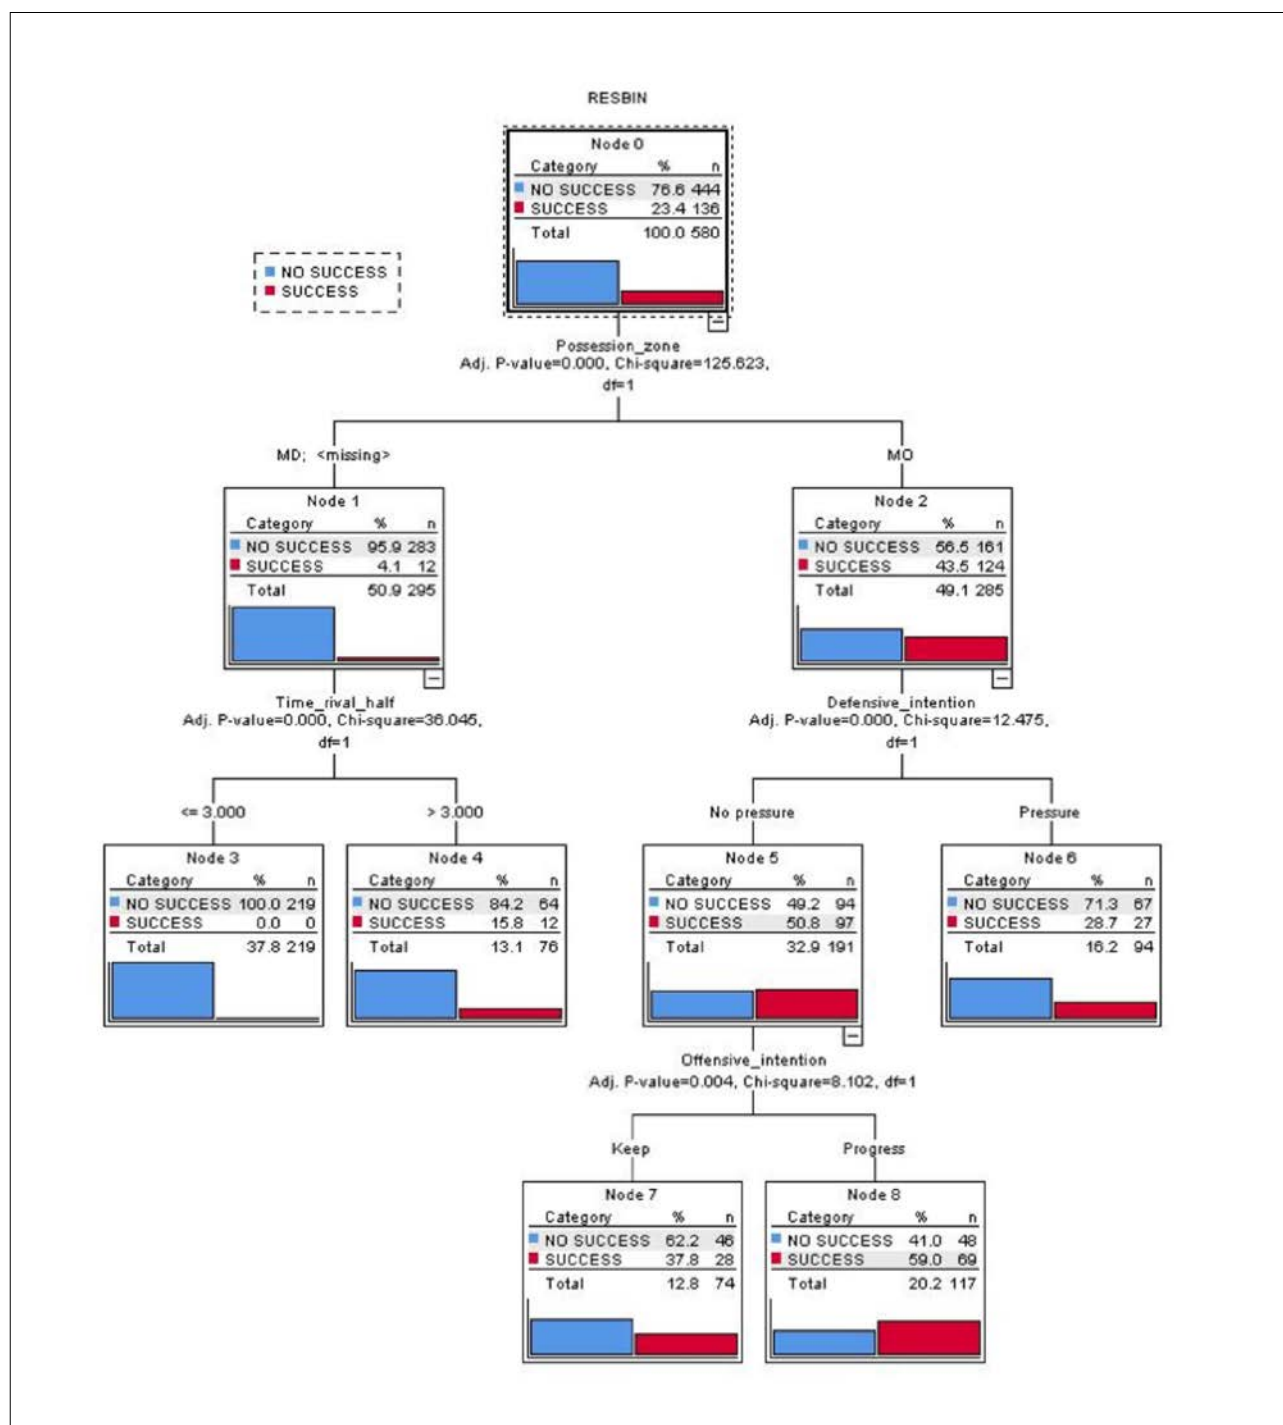 RESBIN
Node 0
Category % n
NO SUCCESS 76.6 444
SUCCESS 23.4 136
Total 100.0 580
NO SUCCESS
SUCCESS
Possession_zone
Adj. P-value=0.000, Chi-square=125.623,
df=1
MD; <missing>
MO
Node 1
Category % n
NO SUCCESS 95.9 283
SUCCESS 4.1 12
Total 50.9 295
Node 2
Category % n
NO SUCCESS 56.5 161
SUCCESS 43.5 124
Total 49.1 285
Time_rival_half
Adj. P-value=0.000, Chi-square=36.045,
df=1
Defensive_intention
Adj. P-value=0.000, Chi-square=12.475,
df=1
<= 3.000
> 3.000
No pressure
Pressure
Node 3
Category % n
NO SUCCESS 100.0 219
SUCCESS 0.0 0
Total 37.8 219
Node 4
Category % n
NO SUCCESS 84.2 64
SUCCESS 15.8 12
Total 13.1 76
Node 5
Category % n
NO SUCCESS 49.2 94
SUCCESS 50.8 97
Total 32.9 191
Node 6
Category % n
NO SUCCESS 71.3 67
SUCCESS 28.7 27
Total 16.2 94
Offensive_intention
Adj. P-value=0.004, Chi-square=8.102, df=1
Keep
Progress
Node 7
Category % n
NO SUCCESS 62.2 46
SUCCESS 37.8 28
Total 12.8 74
Node 8
Category % n
NO SUCCESS 41.0 48
SUCCESS 59.0 69
Total 20.2 117